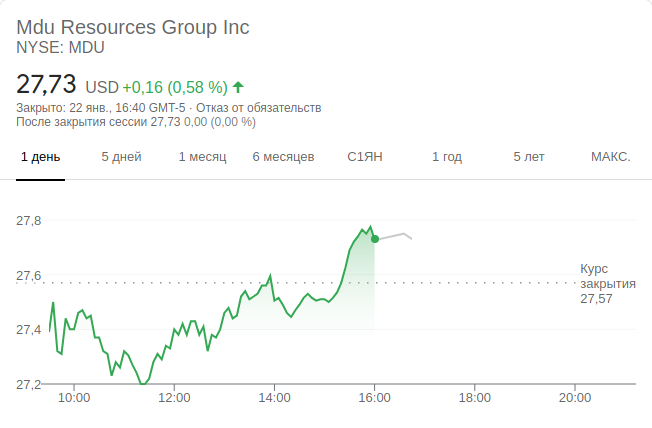 Mdu Resources Group Inc
NYSE: MDU
27,73 USD +0,16 (0,58 %)
Закрыто: 22 янв., 16:40 GMT-5 · Отказ от обязательств
После закрытия сессии 27,73 0,00 (0,00 %)
1 день 5 дней 1 месяц 6 месяцев С1ЯН 1 год 5 лет МАКС.
27,8
27,6
27,4
27,2
Курс
закрытия
27,57
10:00 12:00 14:00 16:00 18:00 20:00